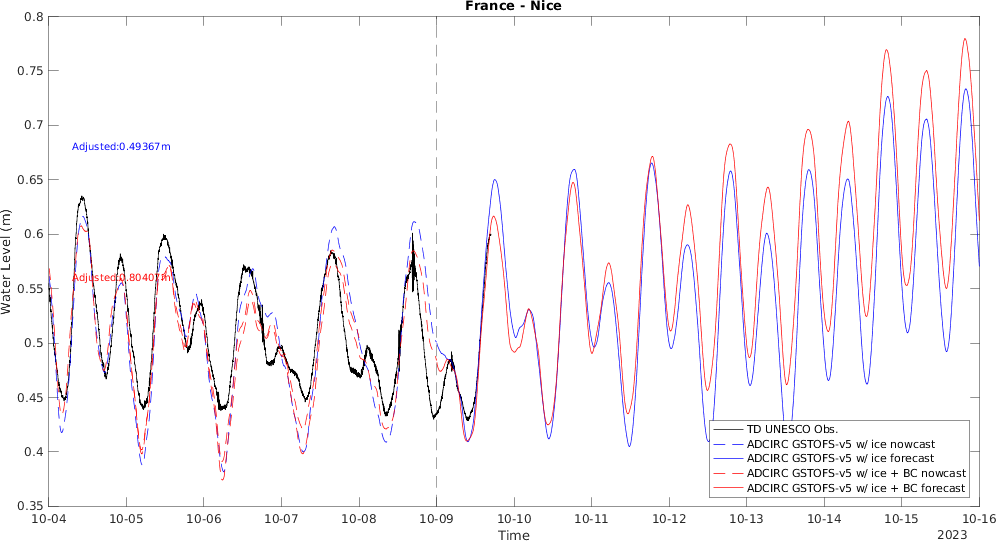 France - Nice
Water Level (m)
0.8
0.75
0.7
0.65
0.6
0.55
0.5
0.45
0.4
0.35
Adjusted:0.49367m
Adjusted:0.80407m
TD UNESCO Obs.
ADCIRC GSTOFS-v5 w/ ice nowcast
ADCIRC GSTOFS-v5 w/ ice forecast
ADCIRC GSTOFS-v5 w/ ice + BC nowcast
ADCIRC GSTOFS-v5 w/ ice + BC forecast
10-04 10-05 10-06 10-07 10-08 10-09 10-10 10-11 10-12 10-13 10-14 10-15 10-16
Time
2023